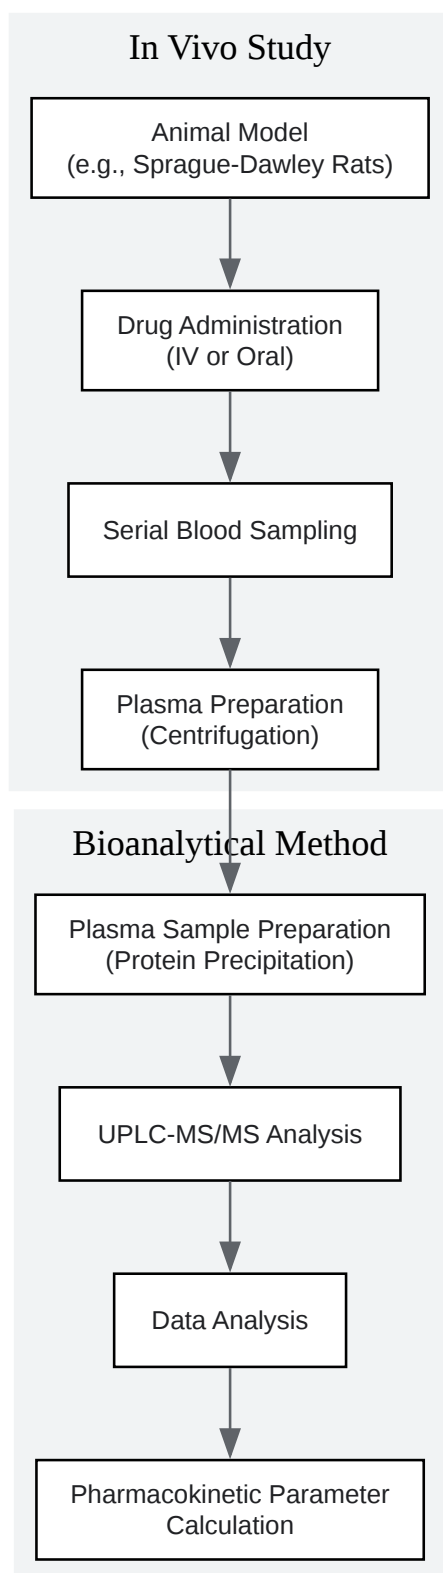 In Vivo Study
Animal Model
(e.g., Sprague-Dawley Rats)
Drug Administration
(IV or Oral)
Serial Blood Sampling
Plasma Preparation
(Centrifugation)
Bioanalytical Method
Plasma Sample Preparation
(Protein Precipitation)
UPLC-MS/MS Analysis
Data Analysis
Pharmacokinetic Parameter
Calculation